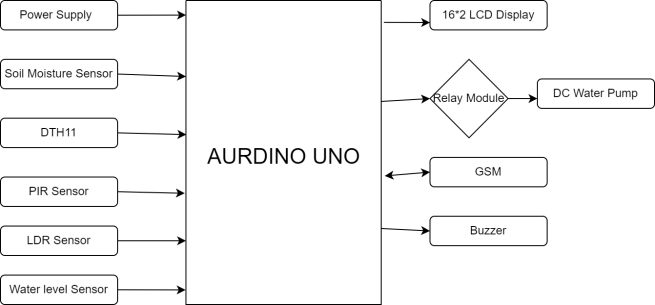 Power Supply
Soil Moisture Sensor
DTH11
PIR Sensor
LDR Sensor
Water level Sensor
AURDINO UNO
16*2 LCD Display
Relay Module
DC Water Pump
GSM
Buzzer